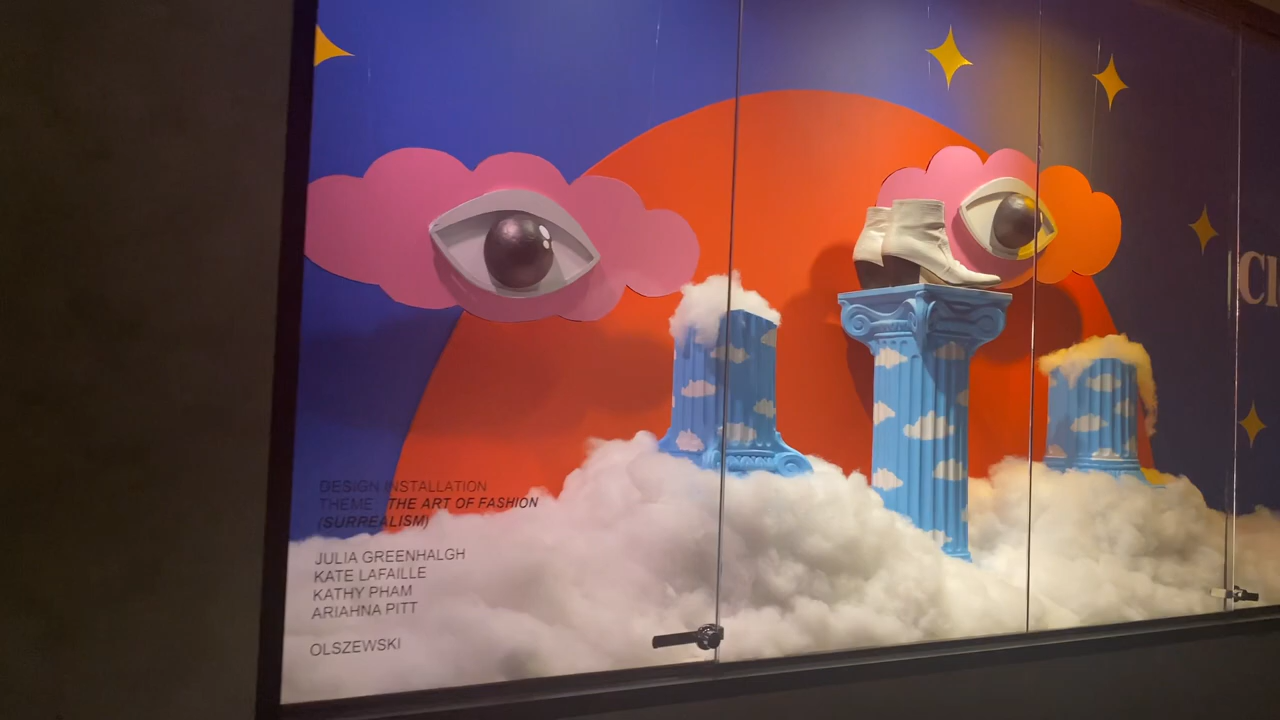 DESIGN INSTALLATION
THEME THE ART OF FASHION
(SURREALISM)
JULIA GREENHALGH
KATE LAFAILLE
KATHY PHAM
ARIAHNA PITT
OLSZEWSKI